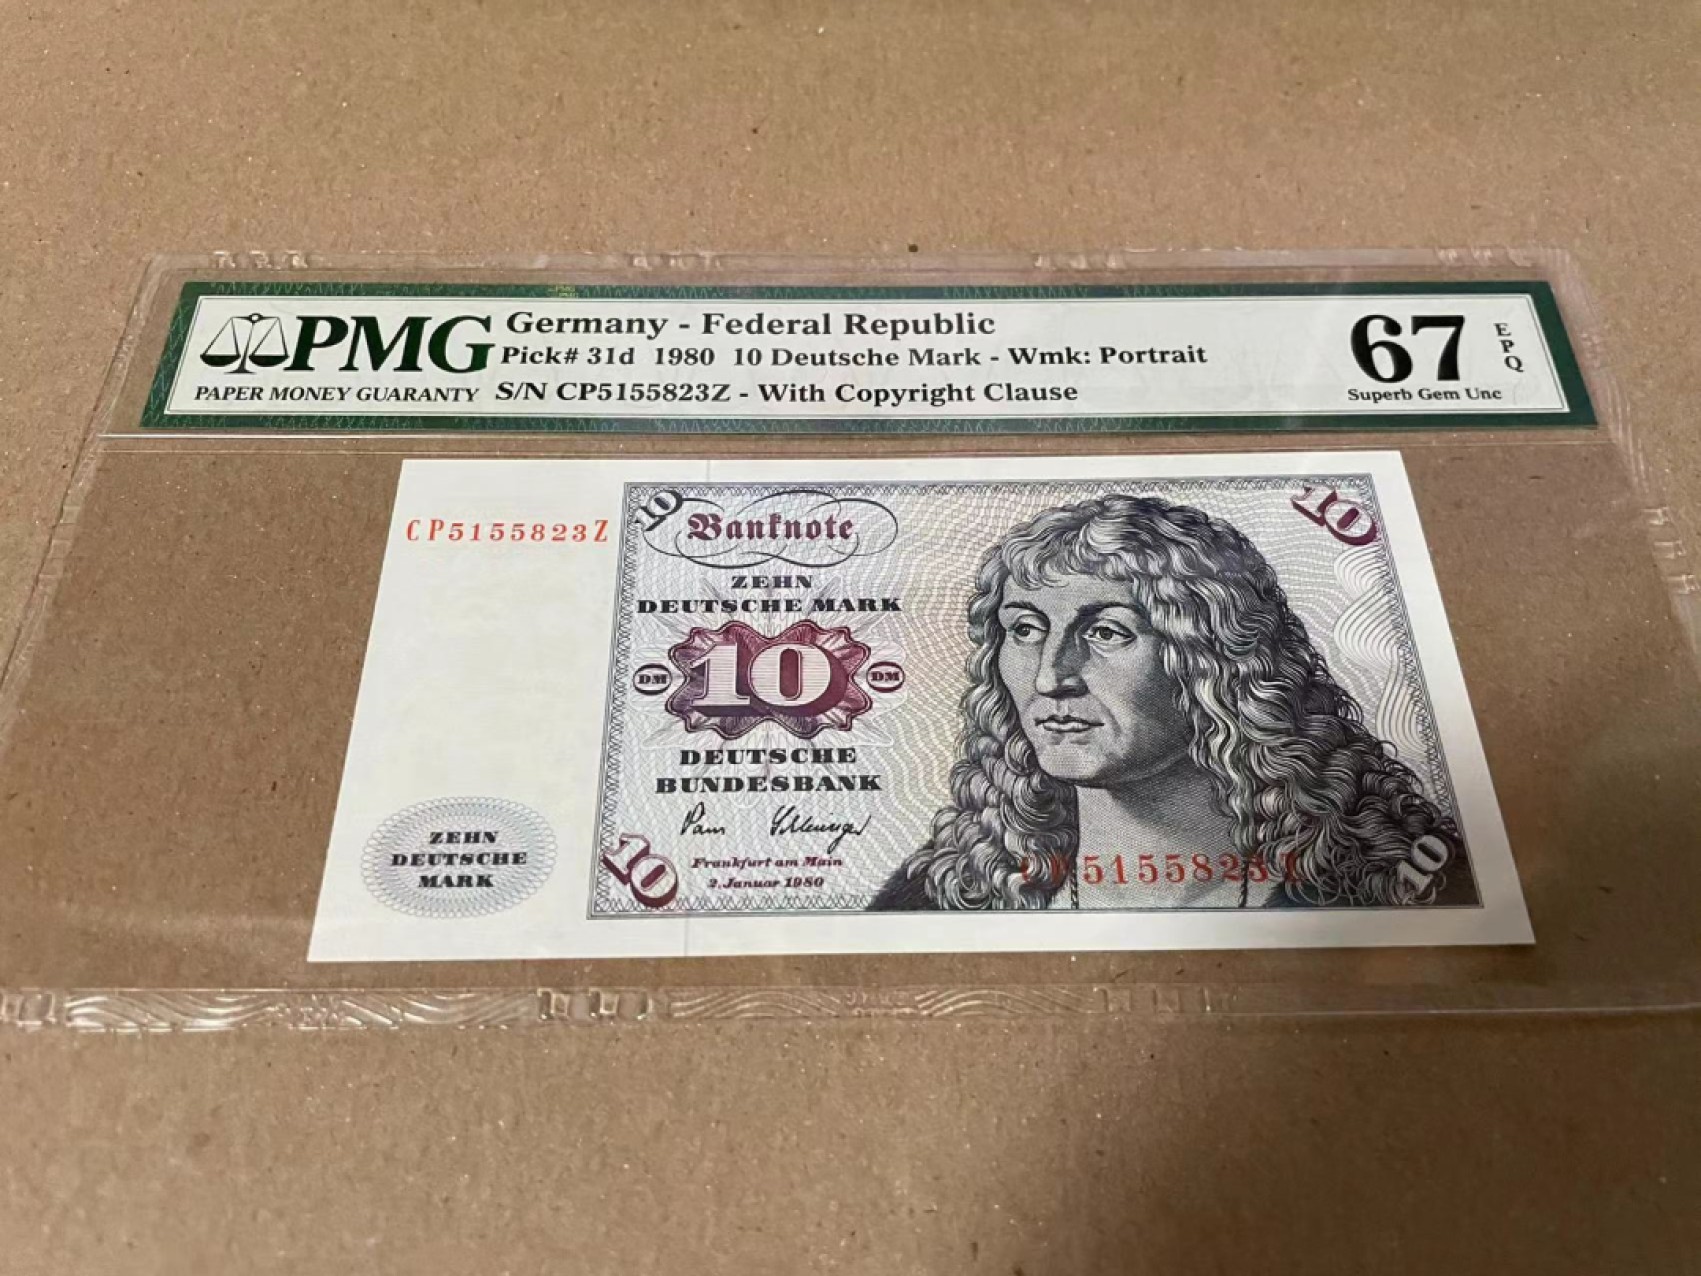 PMG
PAPER MONEY GUARANTY
Germany - Federal Republic
Pick# 31d 1980 10 Deutsche Mark - Wmk: Portrait
S/N CP5155823Z - With Copyright Clause
67
EPQ
Superb Gem Unc
CP5155823Z
10
Banknote
10
ZEHN
DEUTSCHE MARK
DM 10 DM
DEUTSCHE
BUNDESBANK
Frankfurt am Main
2. Januar 1980
ZEHN
DEUTSCHE
MARK
10
CP5155823Z
10